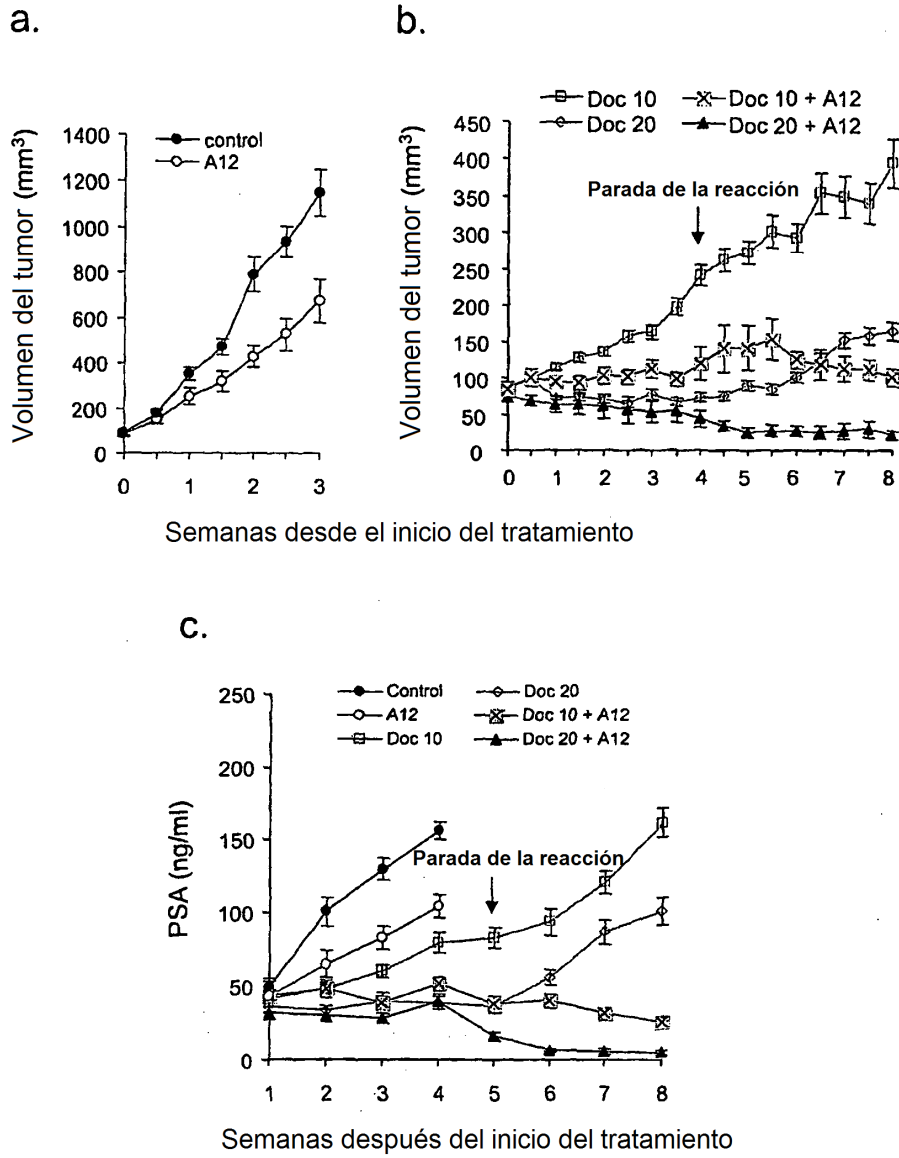 a.
control
A12
Volumen del tumor (mm³)
1400
1200
1000
800
600
400
200
0
0 1 2 3
b.
Doc 10 Doc 10 + A12
Doc 20 Doc 20 + A12
Volumen del tumor (mm³)
450
400
350
300
250
200
150
100
50
0
Parada de la reacción
0 1 2 3 4 5 6 7 8
Semanas desde el inicio del tratamiento
c.
Control Doc 20
A12 Doc 10 + A12
Doc 10 Doc 20 + A12
PSA (ng/ml)
250
200
150
100
50
0
Parada de la reacción
1 2 3 4 5 6 7 8
Semanas después del inicio del tratamiento